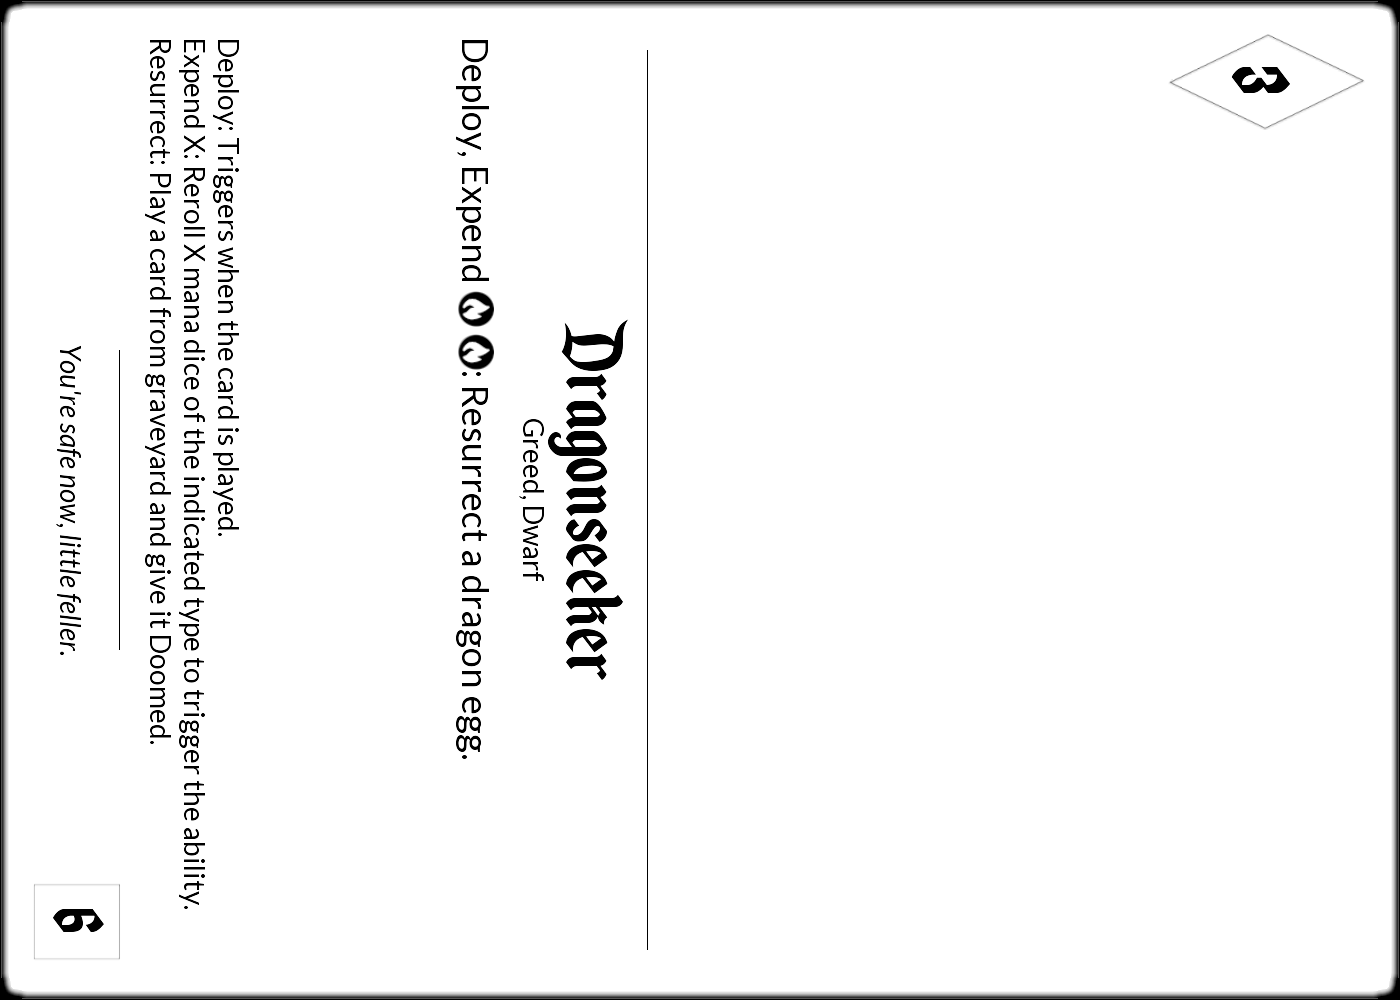 3
Dragonseeker
Greed, Dwarf
Deploy, Expend : Resurrect a dragon egg.
Deploy: Triggers when the card is played.
Expend X: Reroll X mana dice of the indicated type to trigger the ability.
Resurrect: Play a card from graveyard and give it Doomed.
You're safe now, little feller.
6